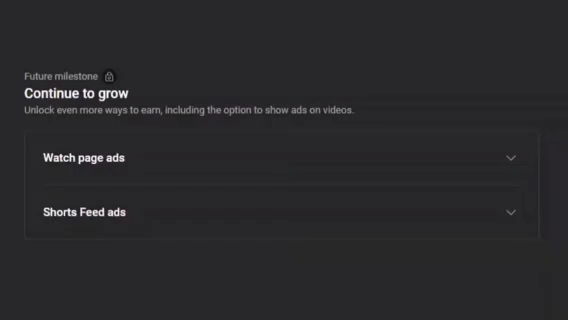 Future milestone
Continue to grow
Unlock even more ways to earn, including the option to show ads on videos.
Watch page ads
Shorts Feed ads